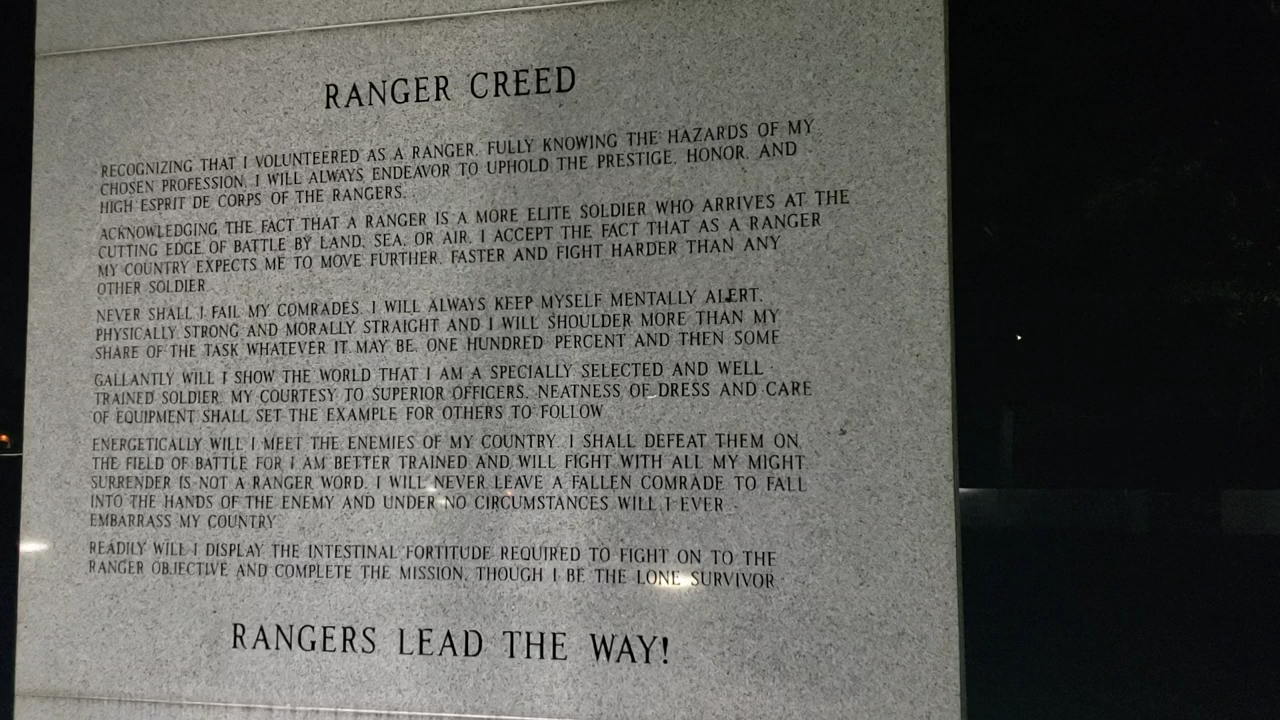 RANGER CREED
RECOGNIZING THAT I VOLUNTEERED AS A RANGER, FULLY KNOWING THE HAZARDS OF MY
CHOSEN PROFESSION, I WILL ALWAYS ENDEAVOR TO UPHOLD THE PRESTIGE, HONOR, AND
HIGH ESPRIT DE CORPS OF THE RANGERS.
ACKNOWLEDGING THE FACT THAT A RANGER IS A MORE ELITE SOLDIER WHO ARRIVES AT THE
CUTTING EDGE OF BATTLE BY LAND, SEA, OR AIR, I ACCEPT THE FACT THAT AS A RANGER
MY COUNTRY EXPECTS ME TO MOVE FURTHER, FASTER AND FIGHT HARDER THAN ANY
OTHER SOLDIER.
NEVER SHALL I FAIL MY COMRADES. I WILL ALWAYS KEEP MYSELF MENTALLY ALERT,
PHYSICALLY STRONG AND MORALLY STRAIGHT AND I WILL SHOULDER MORE THAN MY
SHARE OF THE TASK WHATEVER IT MAY BE, ONE HUNDRED PERCENT AND THEN SOME
GALLANTLY WILL I SHOW THE WORLD THAT I AM A SPECIALLY SELECTED AND WELL
TRAINED SOLDIER. MY COURTESY TO SUPERIOR OFFICERS, NEATNESS OF DRESS AND CARE
OF EQUIPMENT SHALL SET THE EXAMPLE FOR OTHERS TO FOLLOW
ENERGETICALLY WILL I MEET THE ENEMIES OF MY COUNTRY. I SHALL DEFEAT THEM ON
THE FIELD OF BATTLE FOR I AM BETTER TRAINED AND WILL FIGHT WITH ALL MY MIGHT
SURRENDER IS NOT A RANGER WORD. I WILL NEVER LEAVE A FALLEN COMRADE TO FALL
INTO THE HANDS OF THE ENEMY AND UNDER NO CIRCUMSTANCES WILL I EVER
EMBARRASS MY COUNTRY
READILY WILL I DISPLAY THE INTESTINAL FORTITUDE REQUIRED TO FIGHT ON TO THE
RANGER OBJECTIVE AND COMPLETE THE MISSION, THOUGH I BE THE LONE SURVIVOR
RANGERS LEAD THE WAY!